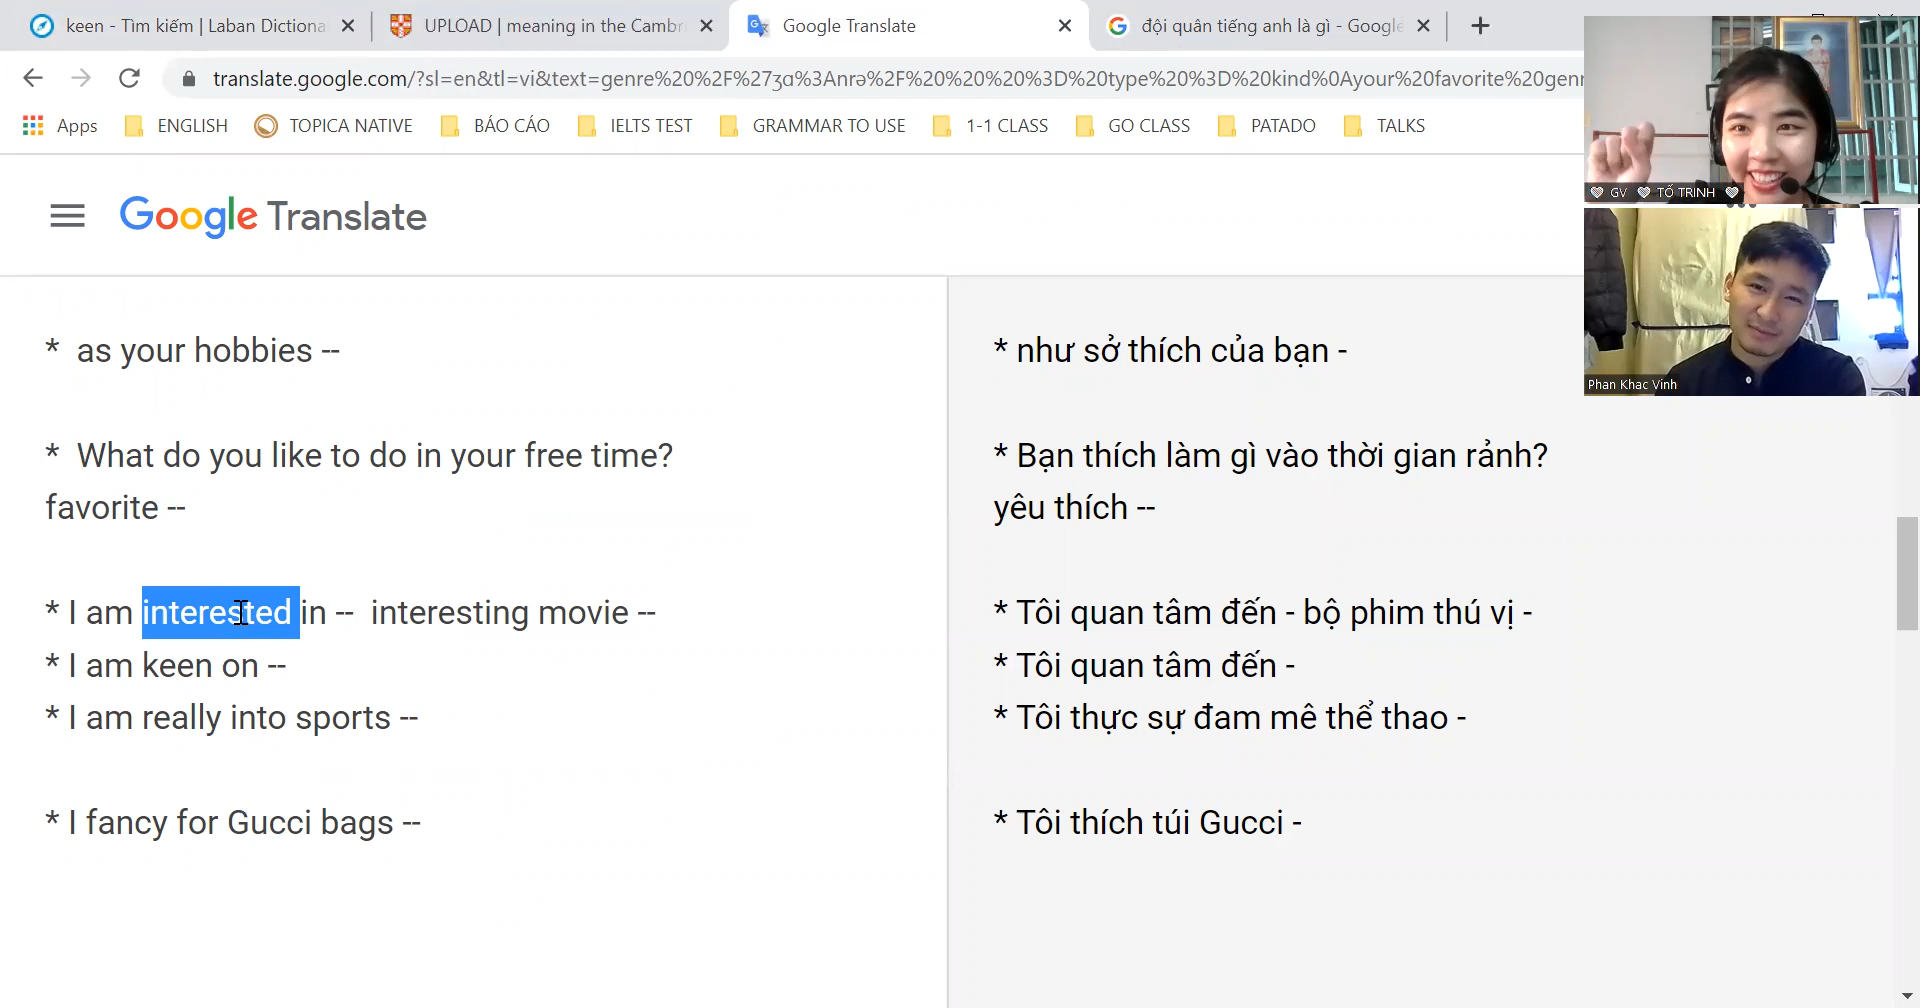 keen - Tìm kiếm | Laban Dictiona
UPLOAD | meaning in the Cambr
Google Translate
đội quân tiếng anh là gì - Google
translate.google.com/?sl=en&tl=vi&text=genre%20%2F%27ʒɑ%3Anrə%2F%20%20%20%3D%20type%20%3D%20kind%0Ayour%20favorite%20genr
Apps
ENGLISH
TOPICA NATIVE
BÁO CÁO
IELTS TEST
GRAMMAR TO USE
1-1 CLASS
GO CLASS
PATADO
TALKS
GV TỐ TRINH
Phan Khac Vinh
Google Translate
* as your hobbies --
* What do you like to do in your free time?
favorite --
* I am interested in -- interesting movie --
* I am keen on --
* I am really into sports --
* I fancy for Gucci bags --
* như sở thích của bạn -
* Bạn thích làm gì vào thời gian rảnh?
yêu thích --
* Tôi quan tâm đến - bộ phim thú vị -
* Tôi quan tâm đến -
* Tôi thực sự đam mê thể thao -
* Tôi thích túi Gucci -